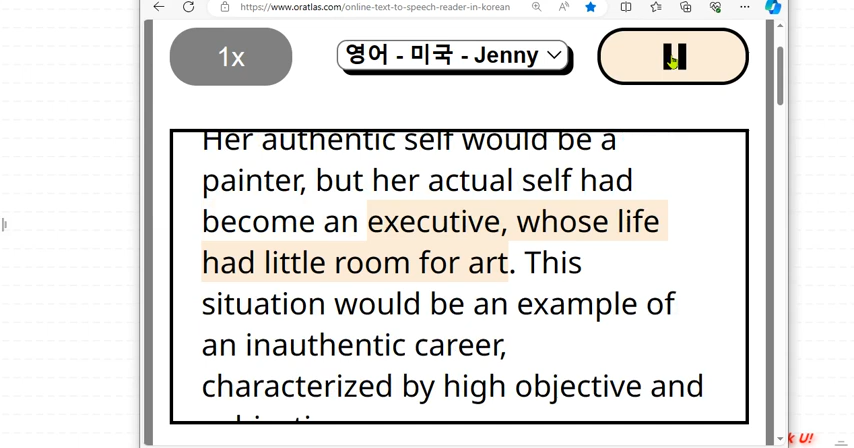 https://www.oratlas.com/online-text-to-speech-reader-in-korean
1x
영어 - 미국 - Jenny
Her authentic self would be a
painter, but her actual self had
become an executive, whose life
had little room for art. This
situation would be an example of
an inauthentic career,
characterized by high objective and
k U!